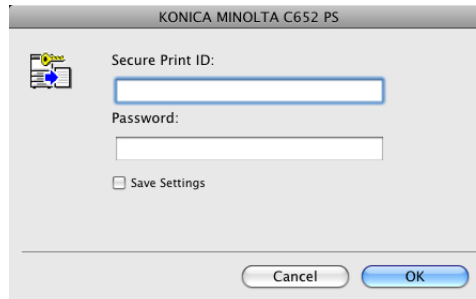 KONICA MINOLTA C652 PS
Secure Print ID:
Password:
Save Settings
Cancel OK